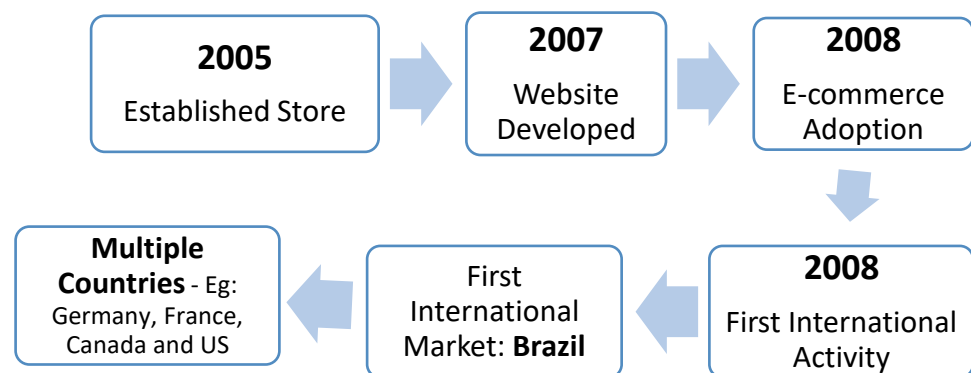 2005
Established Store
2007
Website
Developed
2008
E-commerce
Adoption
2008
First International
Activity
First
International
Market: Brazil
Multiple
Countries - Eg:
Germany, France,
Canada and US